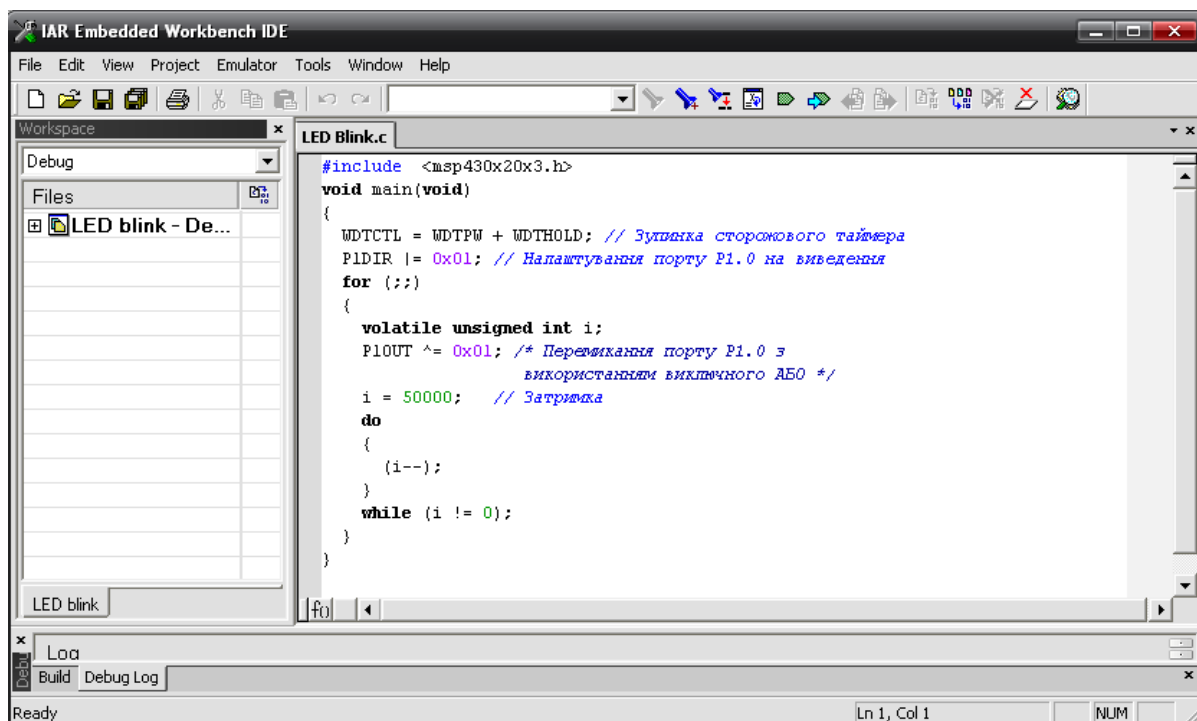 IAR Embedded Workbench IDE
File Edit View Project Emulator Tools Window Help
Workspace
Debug
Files
LED blink - De...
LED blink
LED Blink.c
#include <msp430x20x3.h>
void main(void)
{
WDTCTL = WDTPW + WDTHOLD; // Зупинка сторожового таймера
P1DIR |= 0x01; // Налаштування порту P1.0 на виведення
for (;;)
{
volatile unsigned int i;
P1OUT ^= 0x01; /* Перемикання порту P1.0 з
використанням виключного АБО */
i = 50000; // Затримка
do
{
(i--);
}
while (i != 0);
}
}
f()
Log
Debu
Build Debug Log
Ready Ln 1, Col 1 NUM